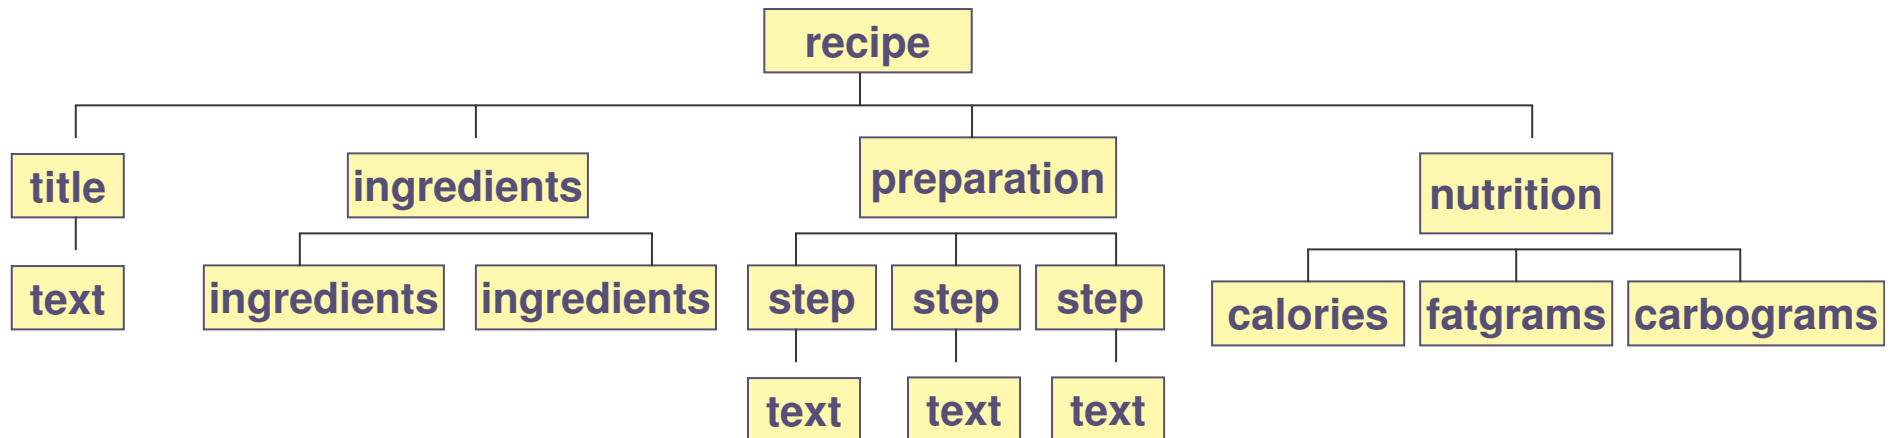 recipe
title
ingredients
preparation
nutrition
text
ingredients
ingredients
step
step
step
calories
fatgrams
carbograms
text
text
text